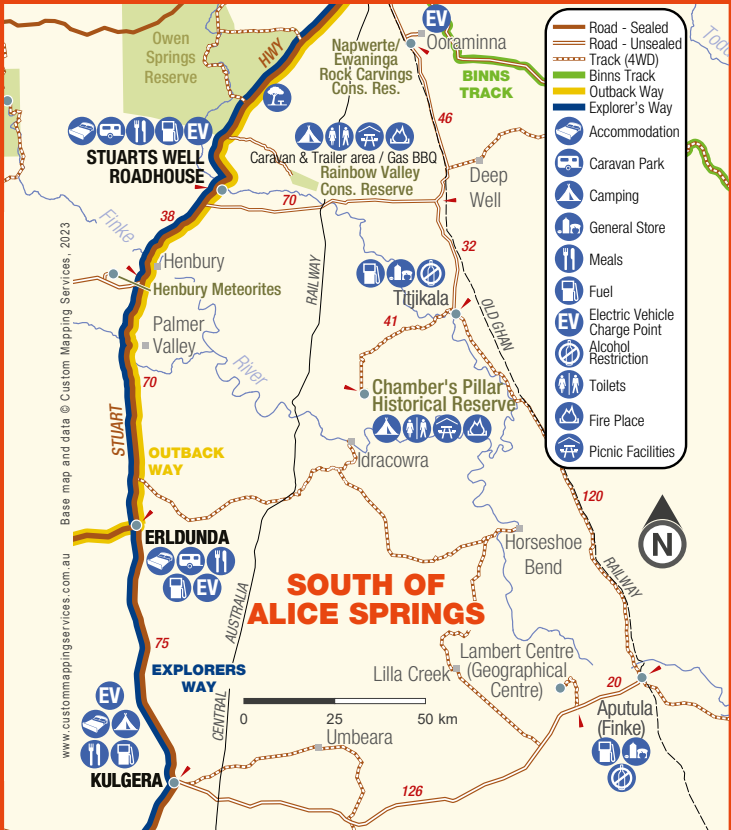 Owen
Springs
Reserve
HWY
EV
Napwerte/
Ewaninga
Rock Carvings
Cons. Res.
Ooraminna
BINNS
TRACK
46
EV
STUARTS WELL
ROADHOUSE
Caravan & Trailer area / Gas BBQ
Rainbow Valley
Cons. Reserve
Deep
Well
70
38
Finke
Henbury
Henbury Meteorites
RAILWAY
32
Titjikala
OLD GHAN
41
Palmer
Valley
River
70
STUART
Chamber's Pillar
Historical Reserve
OUTBACK
WAY
Idracowra
120
ERLDUNDA
EV
Horseshoe
Bend
N
RAILWAY
SOUTH OF
ALICE SPRINGS
AUSTRALIA
75
EXPLORERS
WAY
Lilla Creek
Lambert Centre
(Geographical
Centre)
20
Aputula
(Finke)
CENTRAL
0 25 50 km
EV
KULGERA
Umbeara
126
Road - Sealed
Road - Unsealed
Track (4WD)
Binns Track
Outback Way
Explorer's Way
Accommodation
Caravan Park
Camping
General Store
Meals
Fuel
EV
Electric Vehicle
Charge Point
Alcohol
Restriction
Toilets
Fire Place
Picnic Facilities
www.custommappingservices.com.au Base map and data © Custom Mapping Services, 2023